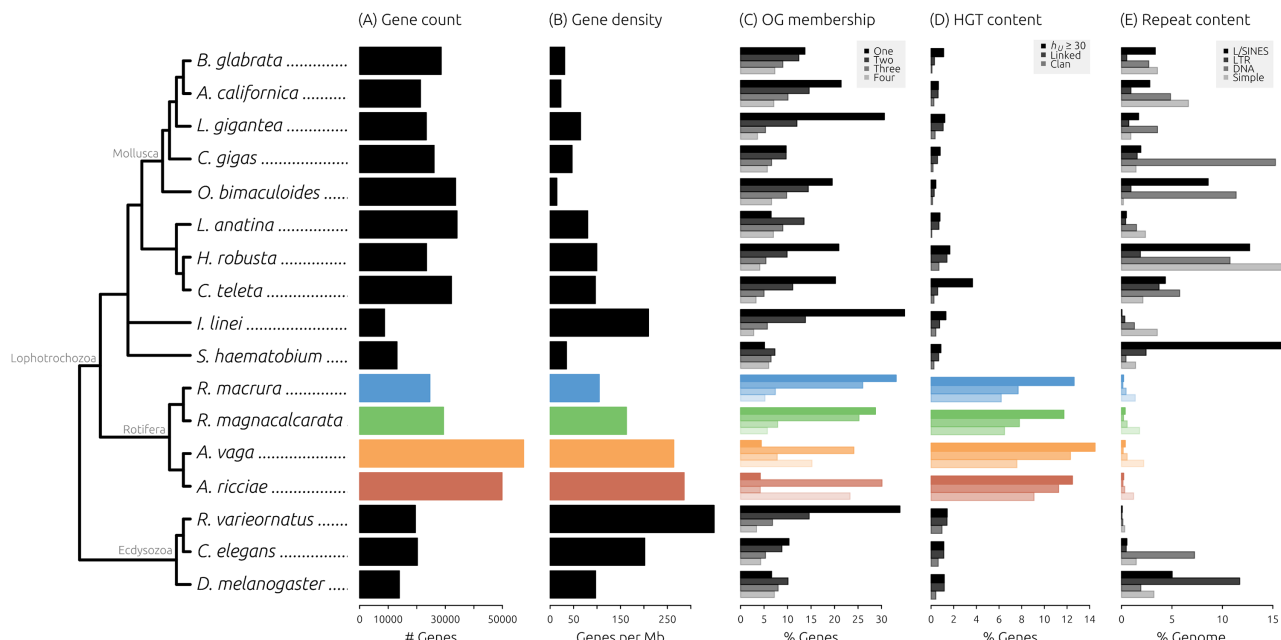 (A) Gene count
(B) Gene density
(C) OG membership
(D) HGT content
(E) Repeat content
One
Two
Three
Four
hU ≥ 30
Linked
Clan
L/SINES
LTR
DNA
Simple
B. glabrata ..............
A. californica ..........
L. gigantea ..............
Mollusca
C. gigas ....................
O. bimaculoides .....
L. anatina ................
H. robusta ...............
C. teleta ...................
I. linei .......................
Lophotrochozoa
S. haematobium .....
R. macrura ..............
Rotifera
R. magnacalcarata
A. vaga .....................
A. ricciae ..................
R. varieornatus .......
Ecdysozoa
C. elegans ................
D. melanogaster ....
0 10000 30000 50000
0 50 150 250
0 5 10 15 20 25 30
0 2 4 6 8 10 12 14
0 5 10 15
# Genes
Genes per Mb
% Genes
% Genes
% Genome